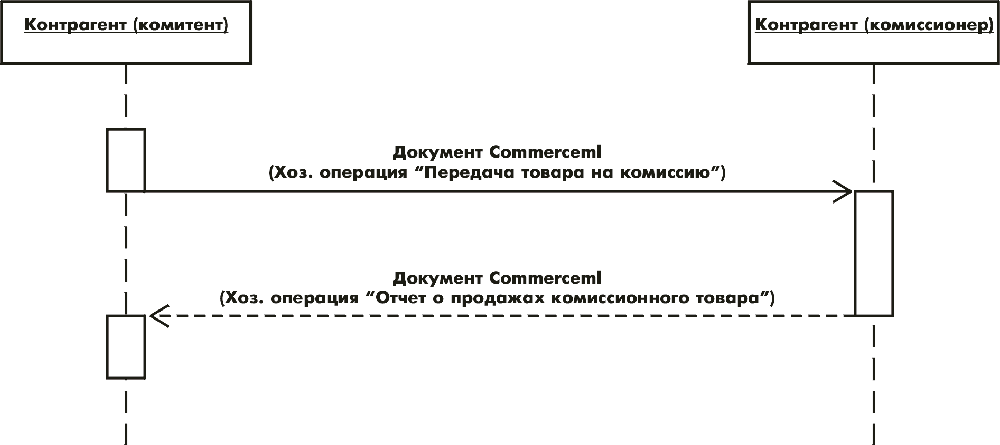 Контрагент (комитент)
Контрагент (комиссионер)
Документ Commerceml
(Хоз. операция “Передача товара на комиссию”)
Документ Commerceml
(Хоз. операция “Отчет о продажах комиссионного товара”)